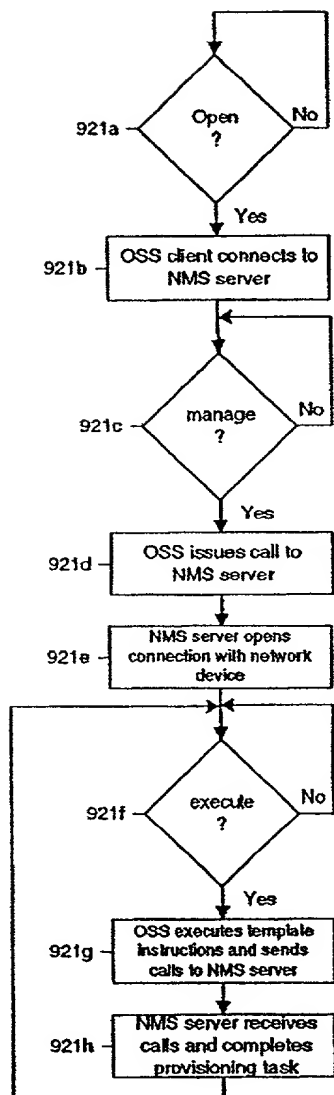 Open
?
No
921a
Yes
OSS client connects to
NMS server
921b
manage
?
No
921c
Yes
OSS issues call to
NMS server
921d
NMS server opens
connection with network
device
921e
execute
?
No
921f
Yes
OSS executes template
instructions and sends
calls to NMS server
921g
NMS server receives
calls and completes
provisioning task
921h